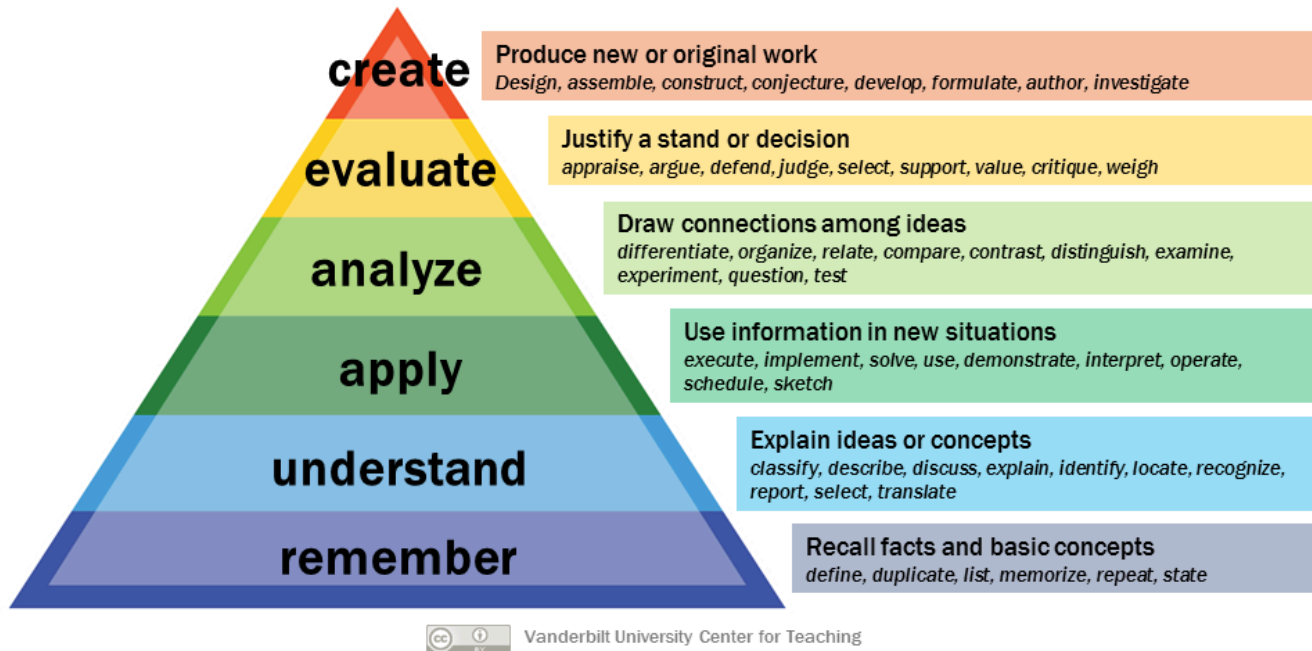 create
Produce new or original work
Design, assemble, construct, conjecture, develop, formulate, author, investigate
evaluate
Justify a stand or decision
appraise, argue, defend, judge, select, support, value, critique, weigh
analyze
Draw connections among ideas
differentiate, organize, relate, compare, contrast, distinguish, examine,
experiment, question, test
apply
Use information in new situations
execute, implement, solve, use, demonstrate, interpret, operate,
schedule, sketch
understand
Explain ideas or concepts
classify, describe, discuss, explain, identify, locate, recognize,
report, select, translate
remember
Recall facts and basic concepts
define, duplicate, list, memorize, repeat, state
cc
BY
Vanderbilt University Center for Teaching